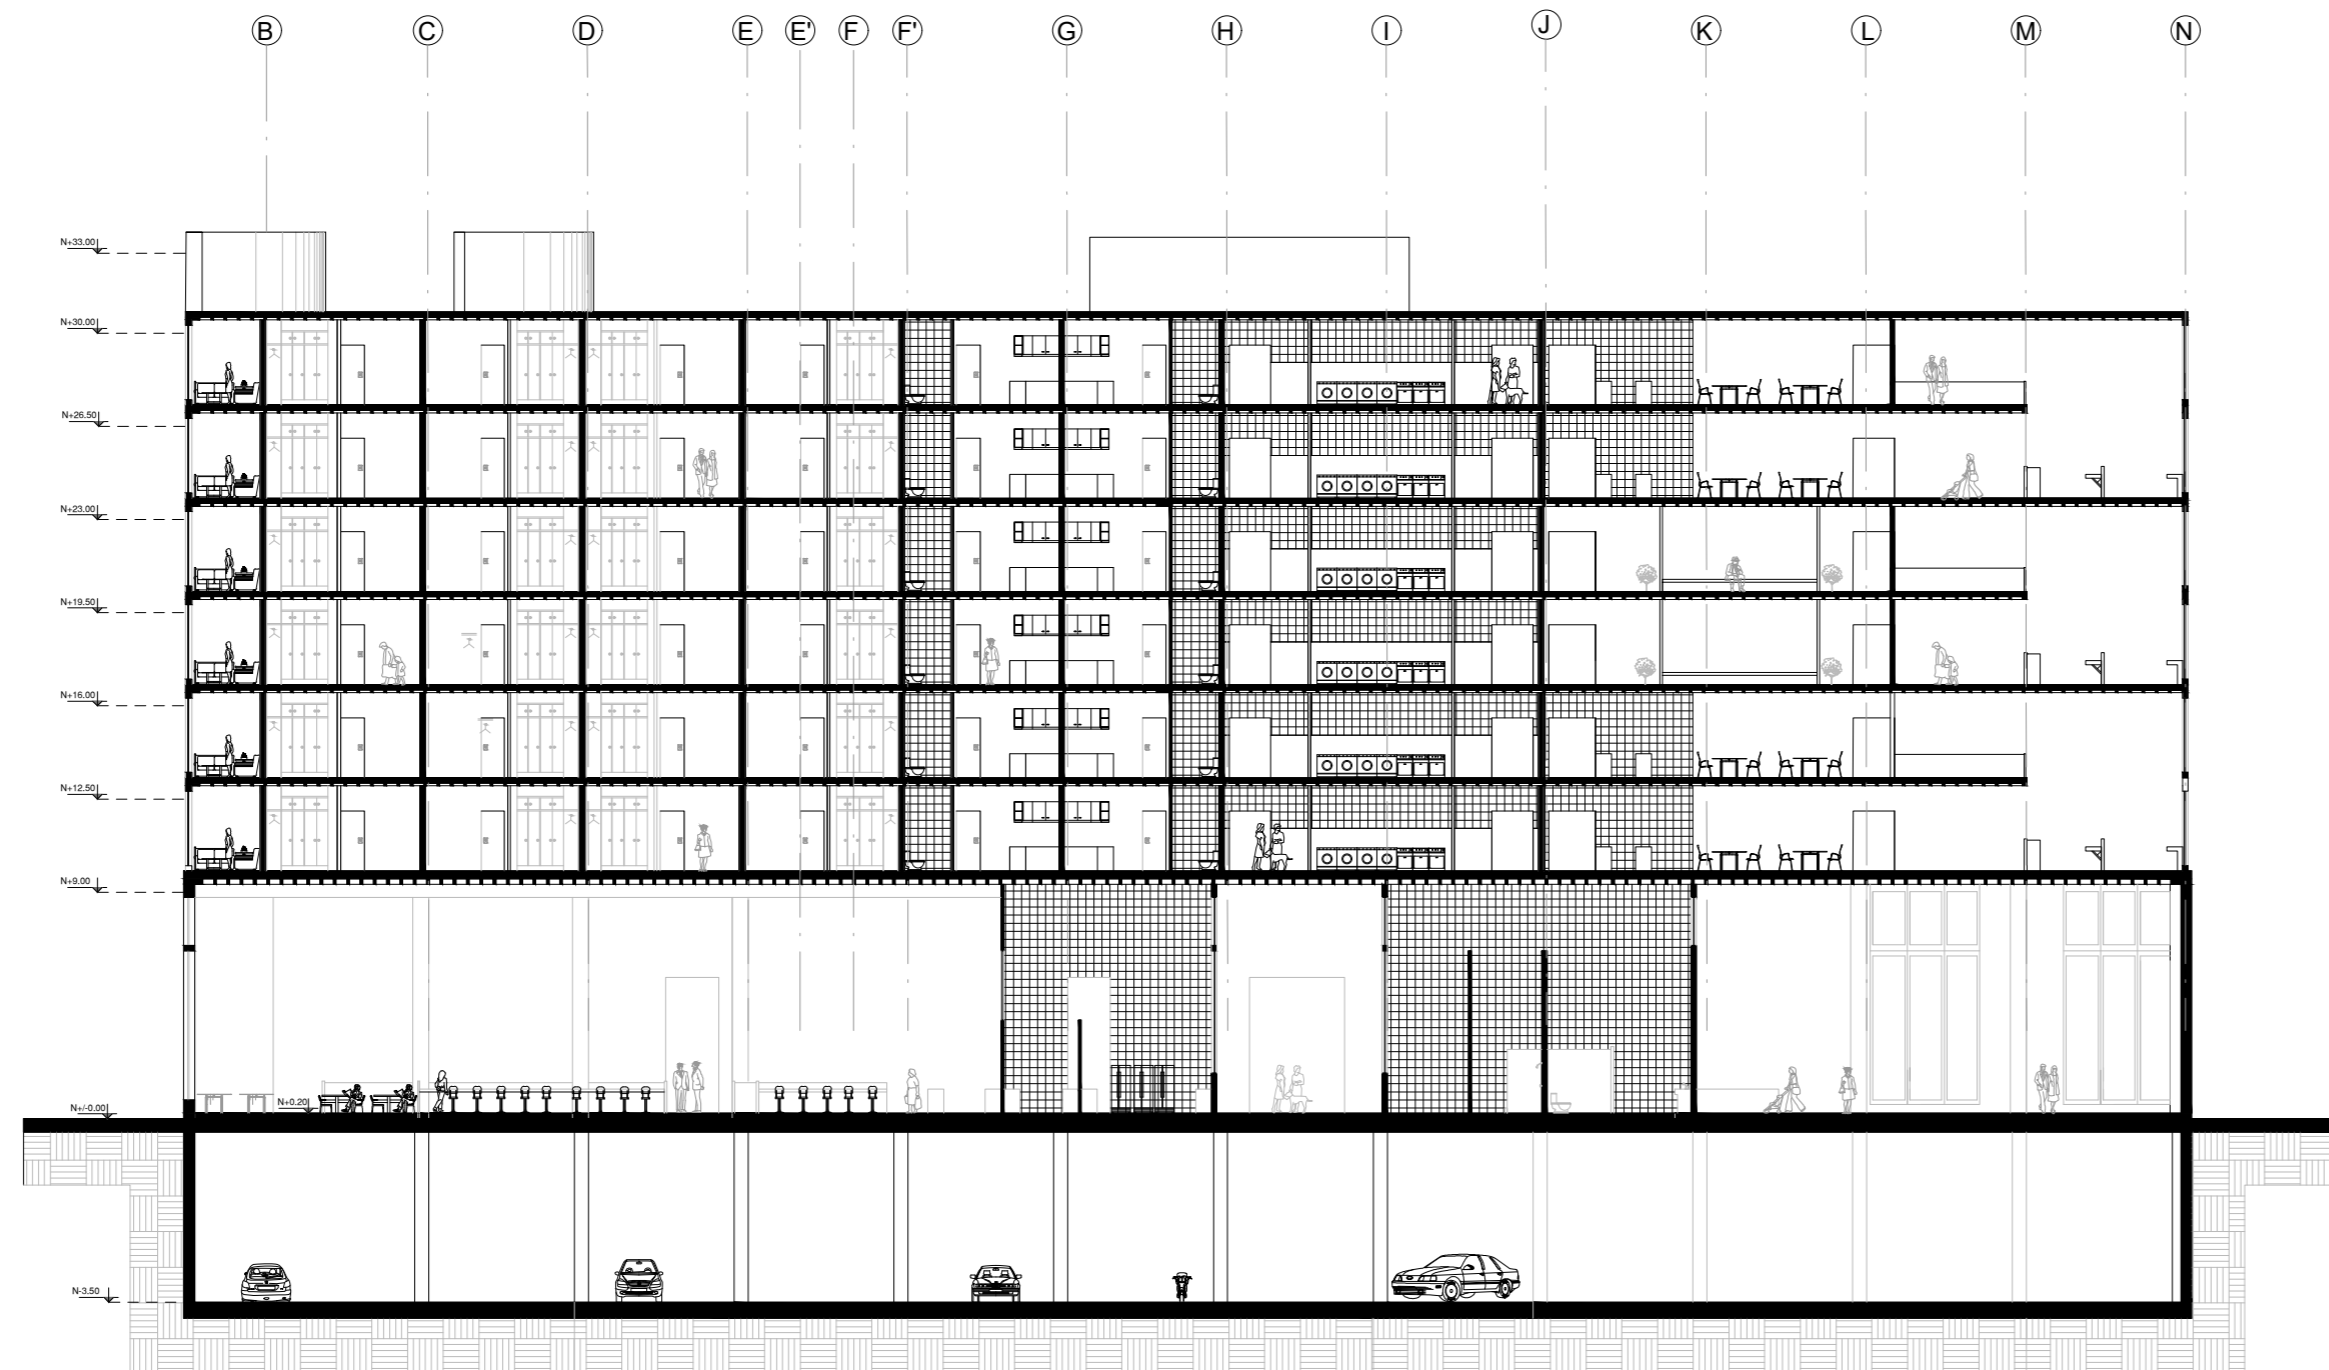 B C D E E' F F' G H I J K L M N
N+33.00
N+30.00
N+26.50
N+23.00
N+19.50
N+16.00
N+12.50
N+9.00
N+0.20
N+/-0.00
N-3.50